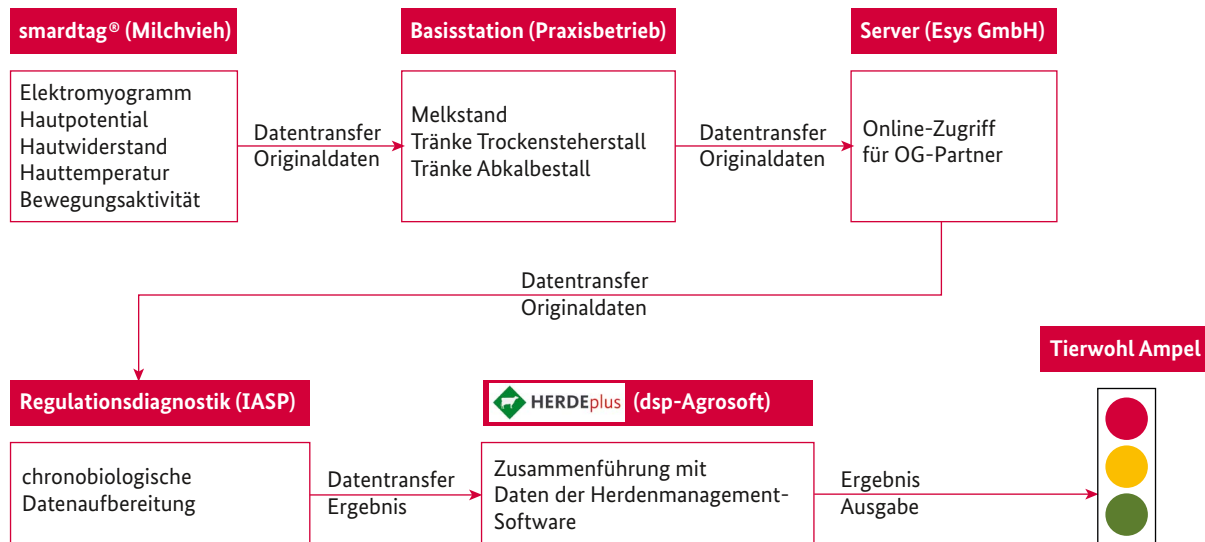 smardtag® (Milchvieh)
Elektromyogramm
Hautpotential
Hautwiderstand
Hauttemperatur
Bewegungsaktivität
Datentransfer
Originaldaten
Basisstation (Praxisbetrieb)
Melkstand
Tränke Trockensteherstall
Tränke Abkalbestall
Datentransfer
Originaldaten
Server (Esys GmbH)
Online-Zugriff
für OG-Partner
Datentransfer
Originaldaten
Regulationsdiagnostik (IASP)
chronobiologische
Datenaufbereitung
Datentransfer
Ergebnis
HERDEplus (dsp-Agrosoft)
Zusammenführung mit
Daten der Herdenmanagement-
Software
Ergebnis
Ausgabe
Tierwohl Ampel